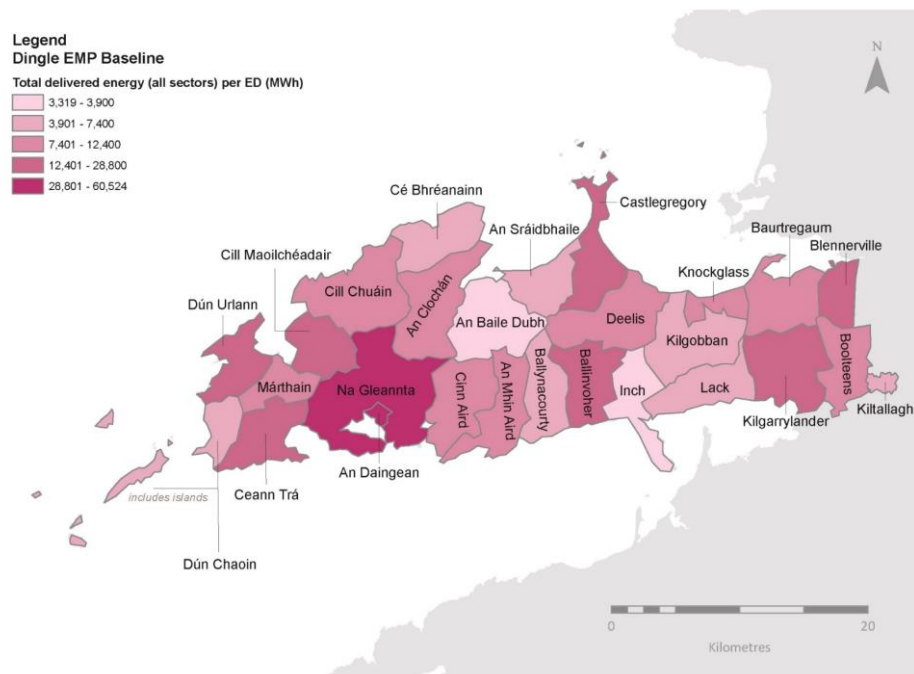 Legend
Dingle EMP Baseline
Total delivered energy (all sectors) per ED (MWh)
3,319 - 3,900
3,901 - 7,400
7,401 - 12,400
12,401 - 28,800
28,801 - 60,524
N
Cé Bhréanainn
Castlegregory
An Sráidbhaile
Baurtregaum
Blennerville
Cill Maoilchéadair
Knockglass
Cill Chuáin
Dún Urlann
An Clochán
An Baile Dubh
Deelis
Kilgobban
Márthain
Na Gleannta
Cinn Aird
An Mhin Aird
Ballynacourty
Ballinvoher
Inch
Lack
Booilteens
Kiltallagh
Kilgarrylander
An Daingean
includes islands
Ceann Trá
Dún Chaoin
0
20
Kilometres